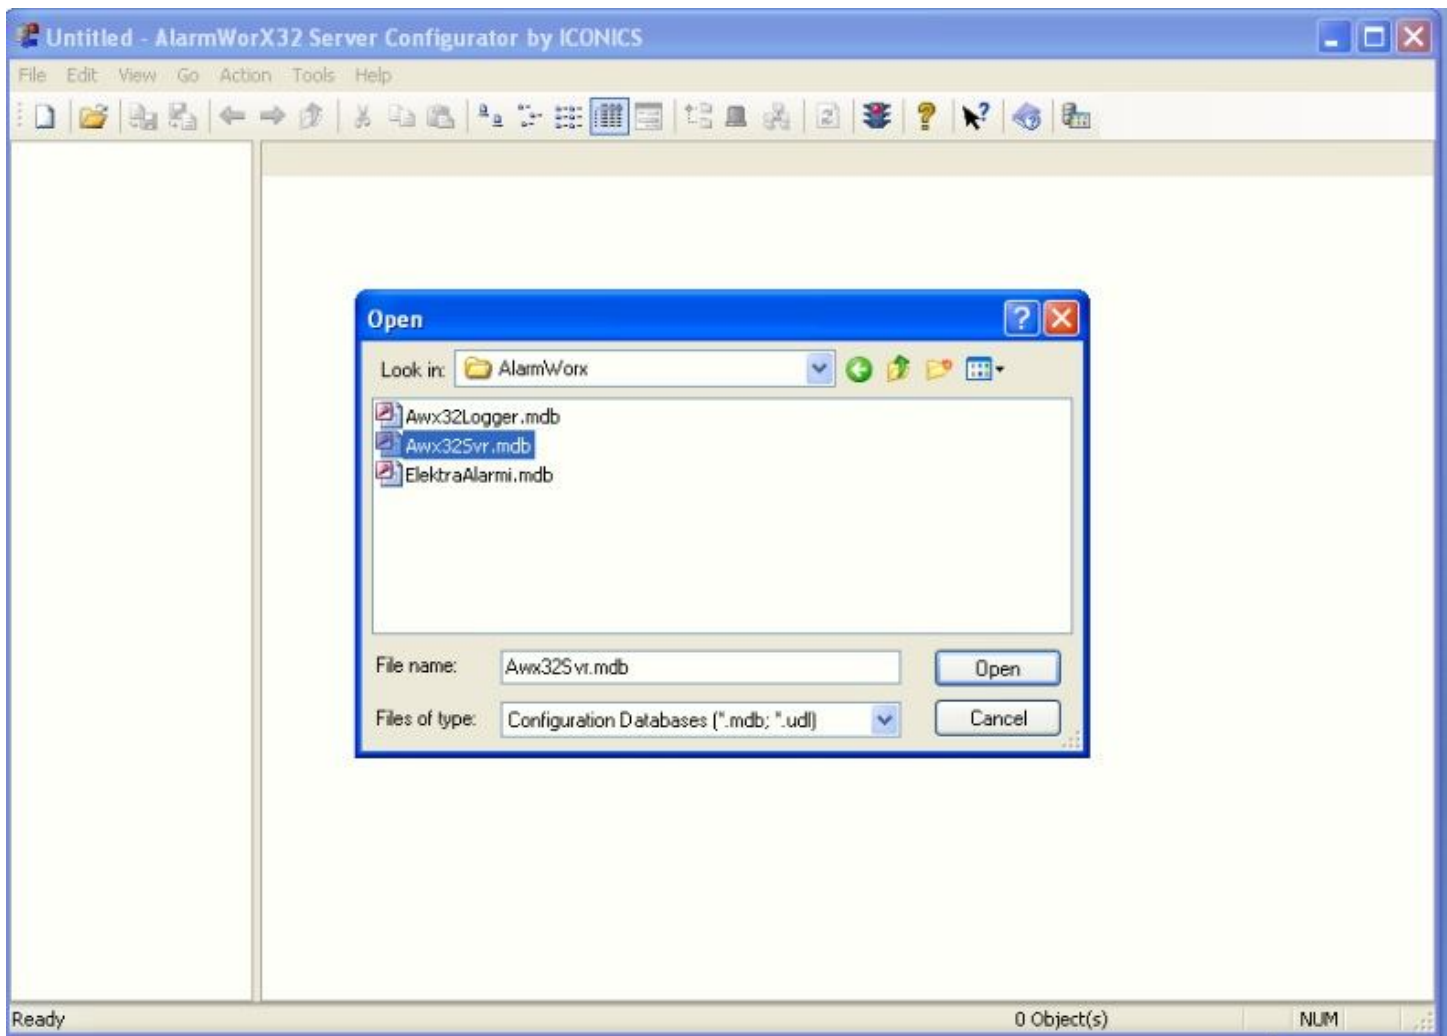 Untitled - AlarmWorX32 Server Configurator by ICONICS
File Edit View Go Action Tools Help
Open
Look in: AlarmWorx
Awx32Logger.mdb
Awx32Svr.mdb
ElektraAlarmi.mdb
File name: Awx32Svr.mdb Open
Files of type: Configuration Databases (*.mdb; *.udl) Cancel
Ready 0 Object(s) NUM